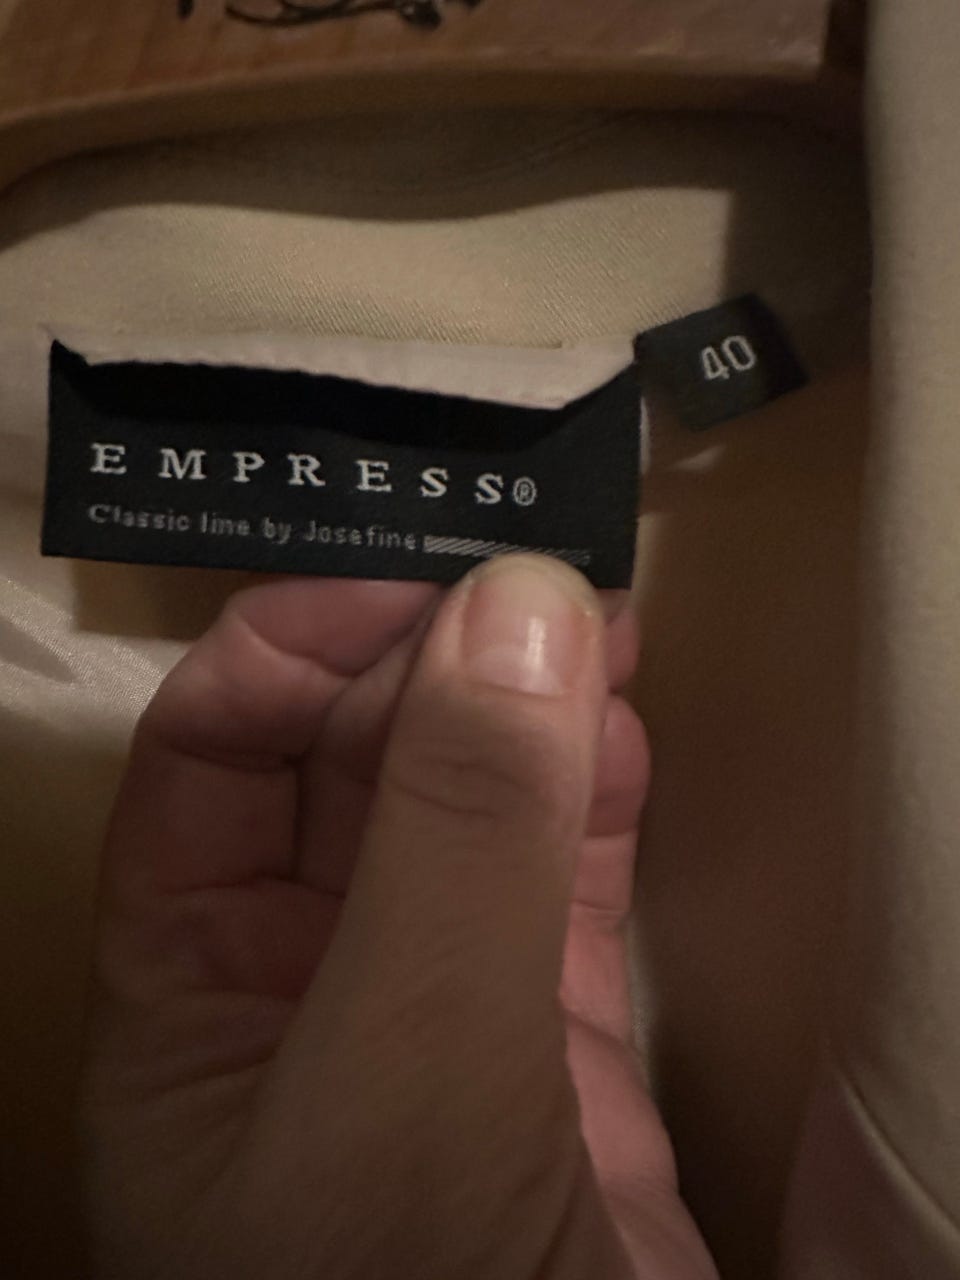 40
EMPRESS®
Classic line by Josefine